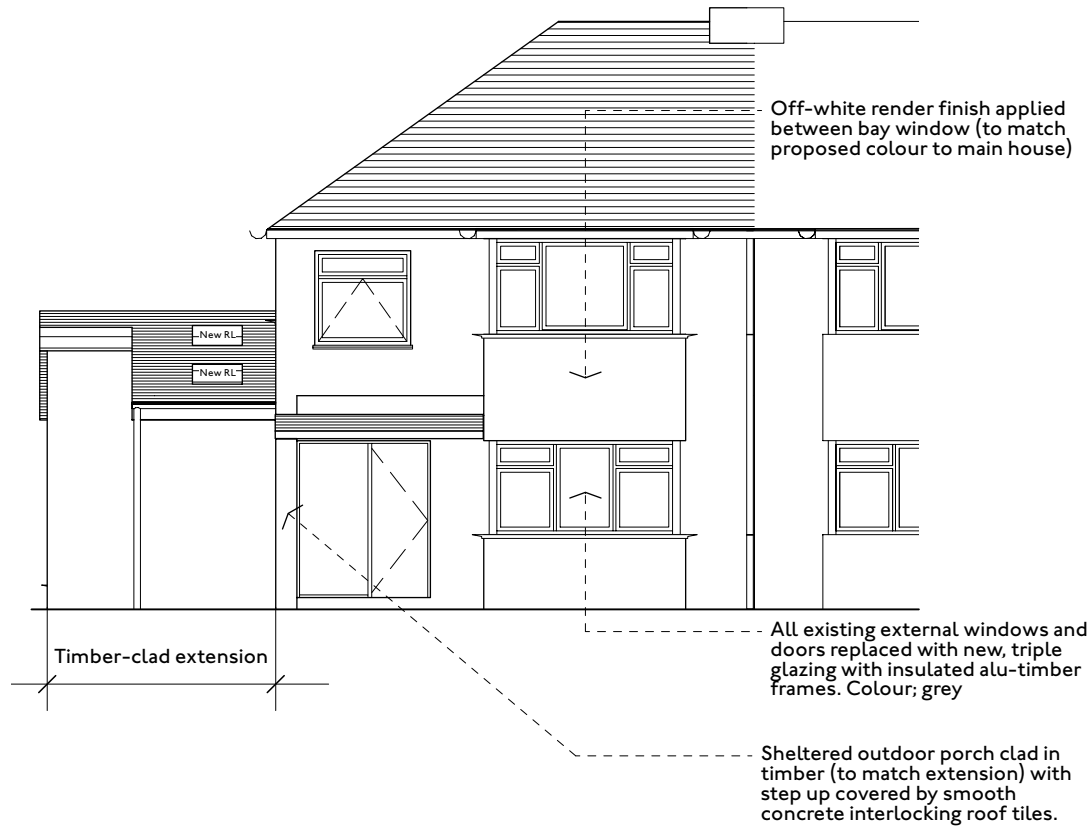 Off-white render finish applied
between bay window (to match
proposed colour to main house)
New RL
New RL
All existing external windows and
doors replaced with new, triple
glazing with insulated alu-timber
frames. Colour; grey
Timber-clad extension
Sheltered outdoor porch clad in
timber (to match extension) with
step up covered by smooth
concrete interlocking roof tiles.